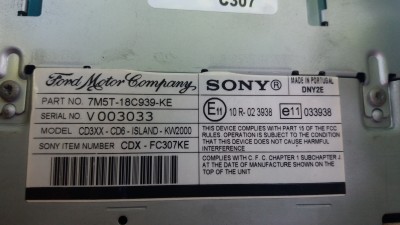 C307
Ford Motor Company
SONY®
MADE IN PORTUGAL
DNY2E
PART NO. 7M5T-18C939-KE
SERIAL NO. V003033
MODEL CD3XX - CD6 - ISLAND - KW2000
SONY ITEM NUMBER CDX - FC307KE
E11 10 R- 02 3938 e11 033938
THIS DEVICE COMPLIES WITH PART 15 OF THE FCC
RULES. OPERATION IS SUBJECT TO THE CONDITION
THAT THIS DEVICE DOES NOT CAUSE HARMFUL
INTERFERENCE
THIS DEVICE COMPLIES WITH C. F. C. CHAPTER 1 SUBCHAPTER J
AT THE DATE OF MANUFACTURE SHOWN ON THE
TOP OF THE UNIT